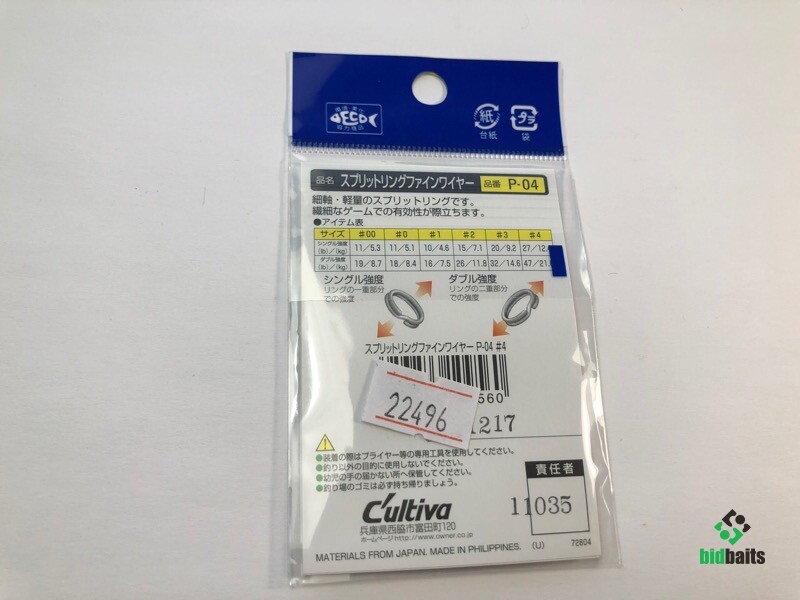 環境・美化
ECO
協力商店
紙
台紙
プラ
袋
品名 スプリットリングファインワイヤー 品番 P-04
細軸・軽量のスプリットリングです。
繊細なゲームでの有効性が際立ちます。
●アイテム表
サイズ #00 #0 #1 #2 #3 #4
シングル強度 (lb)/(kg) 11/5.3 11/5.1 10/4.6 15/7.1 20/9.2 27/12
ダブル強度 (lb)/(kg) 19/8.7 18/8.4 16/7.5 26/11.8 32/14.6 47/21
シングル強度
リングの一重部分
での強度
ダブル強度
リングの二重部分
での強度
スプリットリングファインワイヤー P-04 #4
560
22496
1217
●装着の際はプライヤー等の専用工具を使用してください。
●釣り以外の目的に使用しないでください。
●幼児の手の届かない所へ保管してください。
●釣り場のゴミは必ず持ち帰りましょう。
責任者
11035
C'ultiva
兵庫県西脇市富田町120
ホームページhttp://www.owner.co.jp
MATERIALS FROM JAPAN. MADE IN PHILIPPINES. (U) 72804
bidbaits